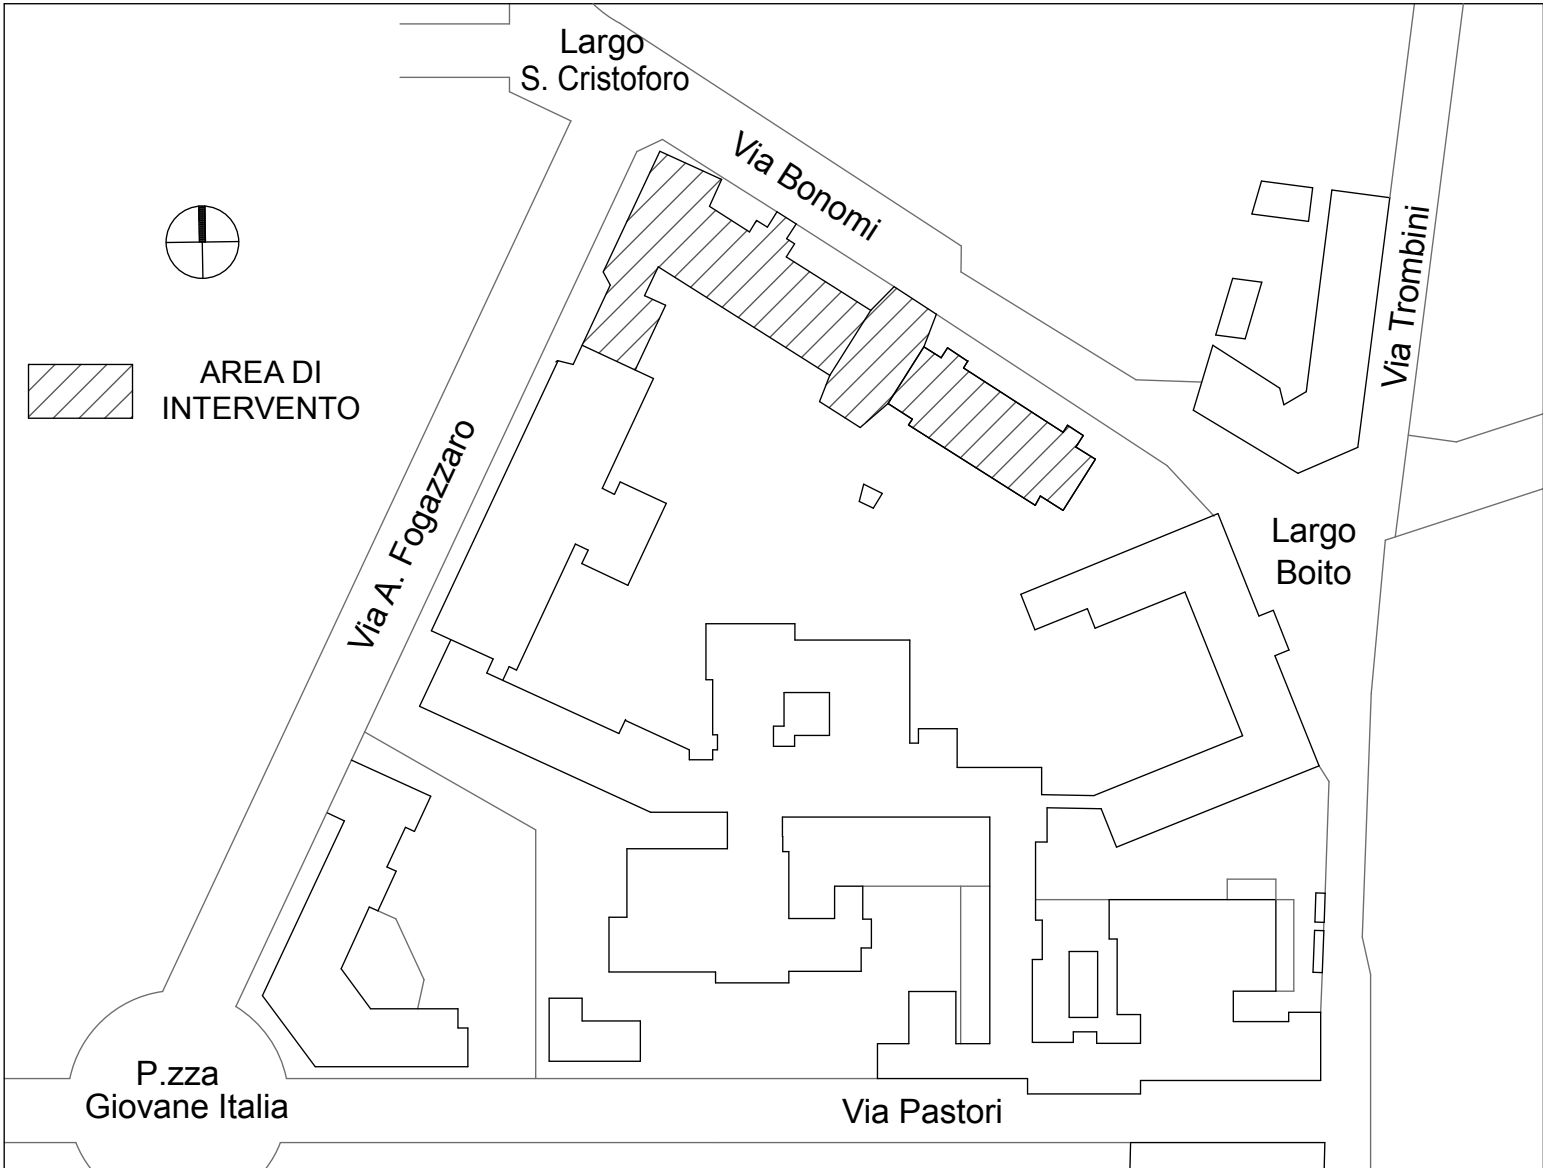 Largo
S. Cristoforo
Via Bonomi
Via Trombini
AREA DI
INTERVENTO
Via A. Fogazzaro
Largo
Boito
P.zza
Giovane Italia
Via Pastori